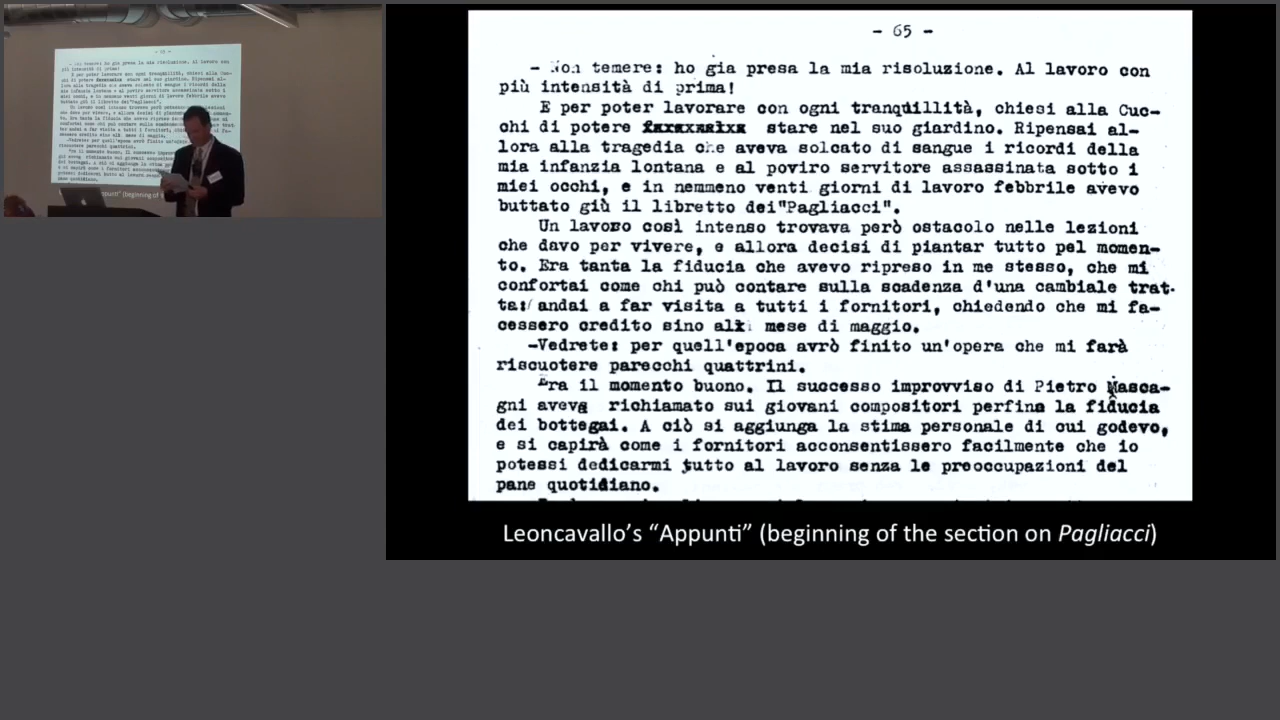 - 65 -
- Non temere: ho gia presa la mia risoluzione. Al lavoro con
più intensità di prima!
E per poter lavorare con ogni tranquillità, chiesi alla Cuc-
chi di potere stare nel suo giardino. Ripensai al-
lora alla tragedia che aveva solcato di sangue i ricordi della
mia infanzia lontana e al poviro servitore assassinata sotto i
miei occhi, e in nemmeno venti giorni di lavoro febbrile avevo
buttato giù il libretto dei"Pagliacci".
Un lavoro così intenso trovava però ostacolo nelle lezioni
che davo per vivere, e allora decisi di piantar tutto pel momen-
to. Era tanta la fiducia che avevo ripreso in me stesso, che mi
confortai come chi può contare sulla scadenza d'una cambiale trat-
ta: andai a far visita a tutti i fornitori, chiedendo che mi fa-
cessero credito sino al mese di maggio.
-Vedrete: per quell'epoca avrò finito un'opera che mi farà
riscuotere parecchi quattrini.
Era il momento buono. Il successo improvviso di Pietro Masca-
gni aveva richiamato sui giovani compositori perfino la fiducia
dei bottegai. A ciò si aggiunga la stima personale di cui godevo,
e si capirà come i fornitori acconsentissero facilmente che io
potessi dedicarmi tutto al lavoro senza le preoccupazioni del
pane quotidiano.
Leoncavallo's "Appunti" (beginning of the section on Pagliacci)